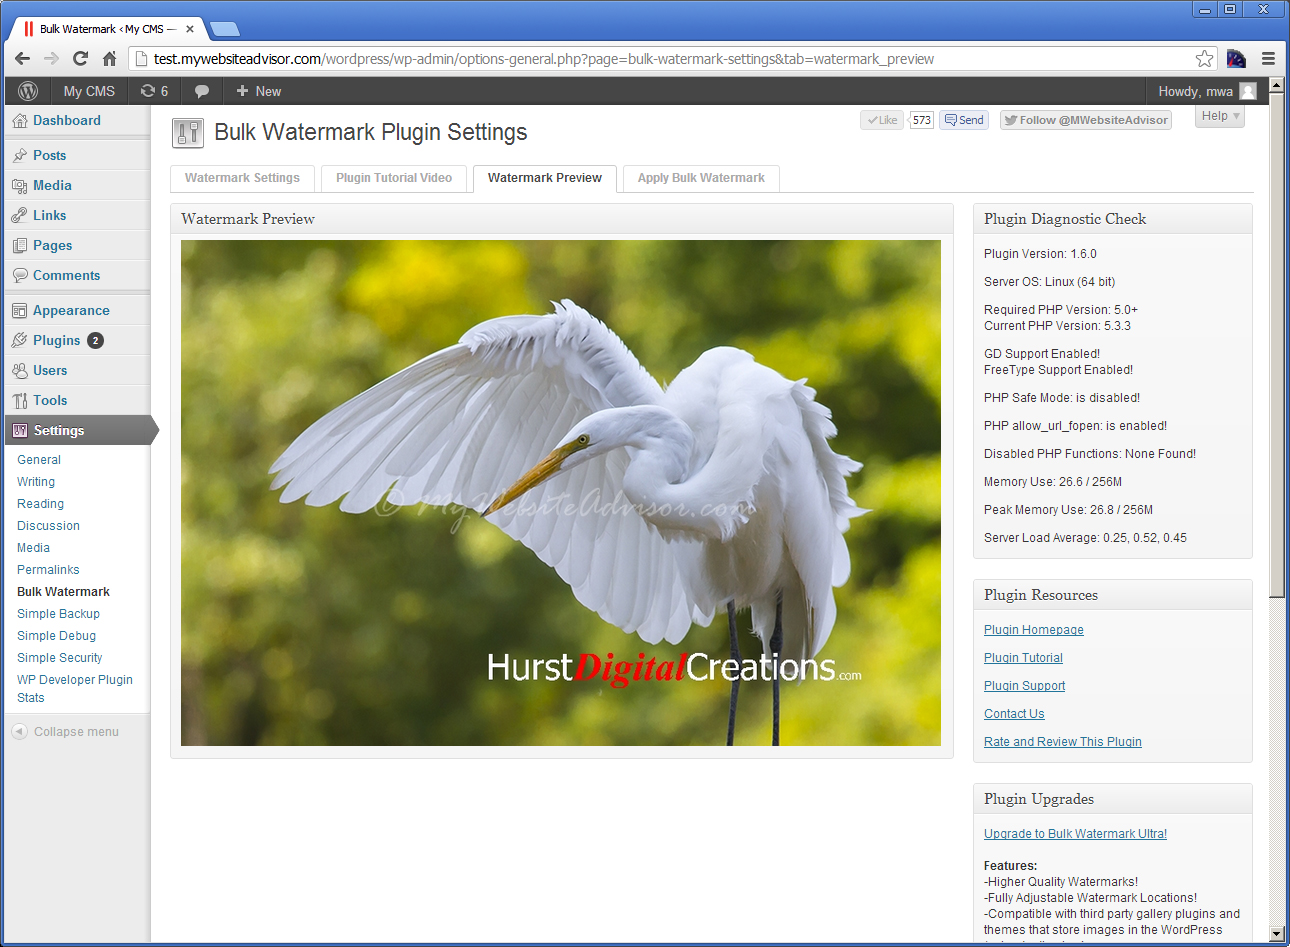 Bulk Watermark ‹ My CMS —
test.mywebsiteadvisor.com/wordpress/wp-admin/options-general.php?page=bulk-watermark-settings&tab=watermark_preview
My CMS 6 New Howdy, mwa
Dashboard
Posts
Media
Links
Pages
Comments
Appearance
Plugins 2
Users
Tools
Settings
General
Writing
Reading
Discussion
Media
Permalinks
Bulk Watermark
Simple Backup
Simple Debug
Simple Security
WP Developer Plugin
Stats
Collapse menu
Bulk Watermark Plugin Settings
Like 573 Send Follow @MWebsiteAdvisor Help
Watermark Settings Plugin Tutorial Video Watermark Preview Apply Bulk Watermark
Watermark Preview
© MyWebsiteAdvisor.com
HurstDigitalCreations.com
Plugin Diagnostic Check
Plugin Version: 1.6.0
Server OS: Linux (64 bit)
Required PHP Version: 5.0+
Current PHP Version: 5.3.3
GD Support Enabled!
FreeType Support Enabled!
PHP Safe Mode: is disabled!
PHP allow_url_fopen: is enabled!
Disabled PHP Functions: None Found!
Memory Use: 26.6 / 256M
Peak Memory Use: 26.8 / 256M
Server Load Average: 0.25, 0.52, 0.45
Plugin Resources
Plugin Homepage
Plugin Tutorial
Plugin Support
Contact Us
Rate and Review This Plugin
Plugin Upgrades
Upgrade to Bulk Watermark Ultra!
Features:
-Higher Quality Watermarks!
-Fully Adjustable Watermark Locations!
-Compatible with third party gallery plugins and
themes that store images in the WordPress